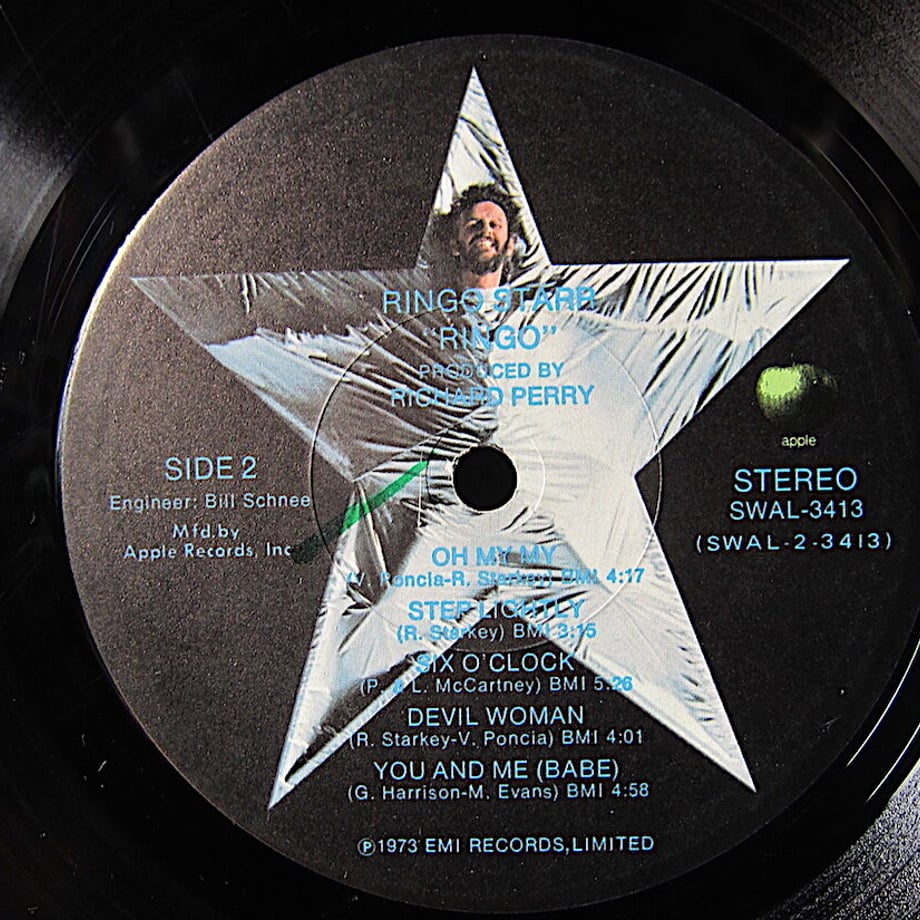 RINGO STARR
"RINGO"
PRODUCED BY
RICHARD PERRY
apple
SIDE 2
Engineer: Bill Schnee
Mfd.by
Apple Records, Inc
STEREO
SWAL-3413
(SWAL-2-3413)
OH MY MY
(V. Poncia-R. Starkey) BMI 4:17
STEP LIGHTLY
(R. Starkey) BMI 3:15
SIX O'CLOCK
(P. & L. McCartney) BMI 5:26
DEVIL WOMAN
(R. Starkey-V. Poncia) BMI 4:01
YOU AND ME (BABE)
(G. Harrison-M. Evans) BMI 4:58
℗1973 EMI RECORDS,LIMITED